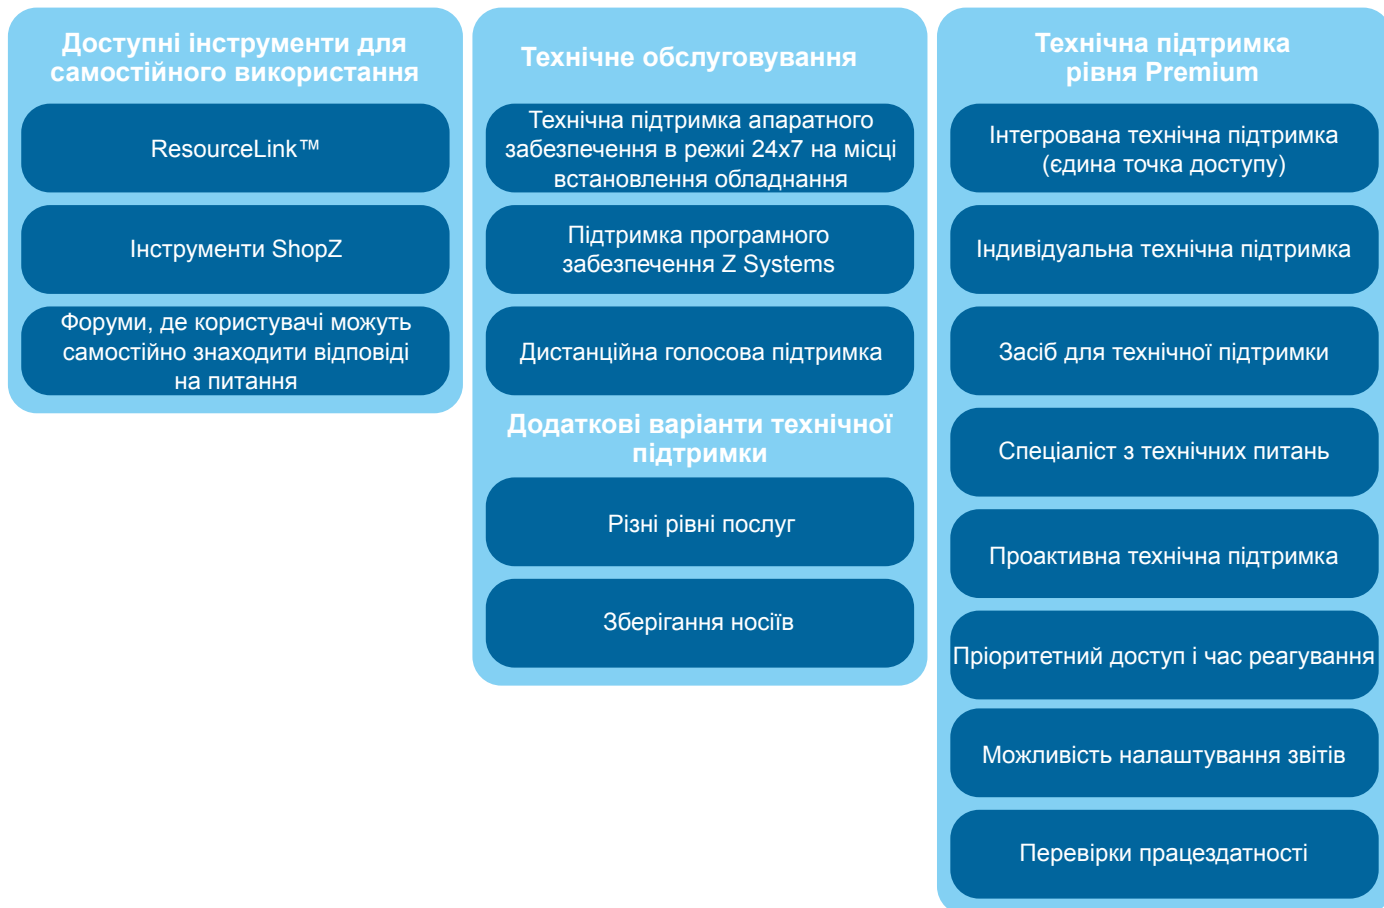 Доступні інструменти для
самостійного використання
ResourceLink™
Інструменти ShopZ
Форуми, де користувачі можуть
самостійно знаходити відповіді
на питання
Технічне обслуговування
Технічна підтримка апаратного
забезпечення в режиі 24x7 на місці
встановлення обладнання
Підтримка програмного
забезпечення Z Systems
Дистанційна голосова підтримка
Додаткові варіанти технічної
підтримки
Різні рівні послуг
Зберігання носіїв
Технічна підтримка
рівня Premium
Інтегрована технічна підтримка
(єдина точка доступу)
Індивідуальна технічна підтримка
Засіб для технічної підтримки
Спеціаліст з технічних питань
Проактивна технічна підтримка
Пріоритетний доступ і час реагування
Можливість налаштування звітів
Перевірки працездатності